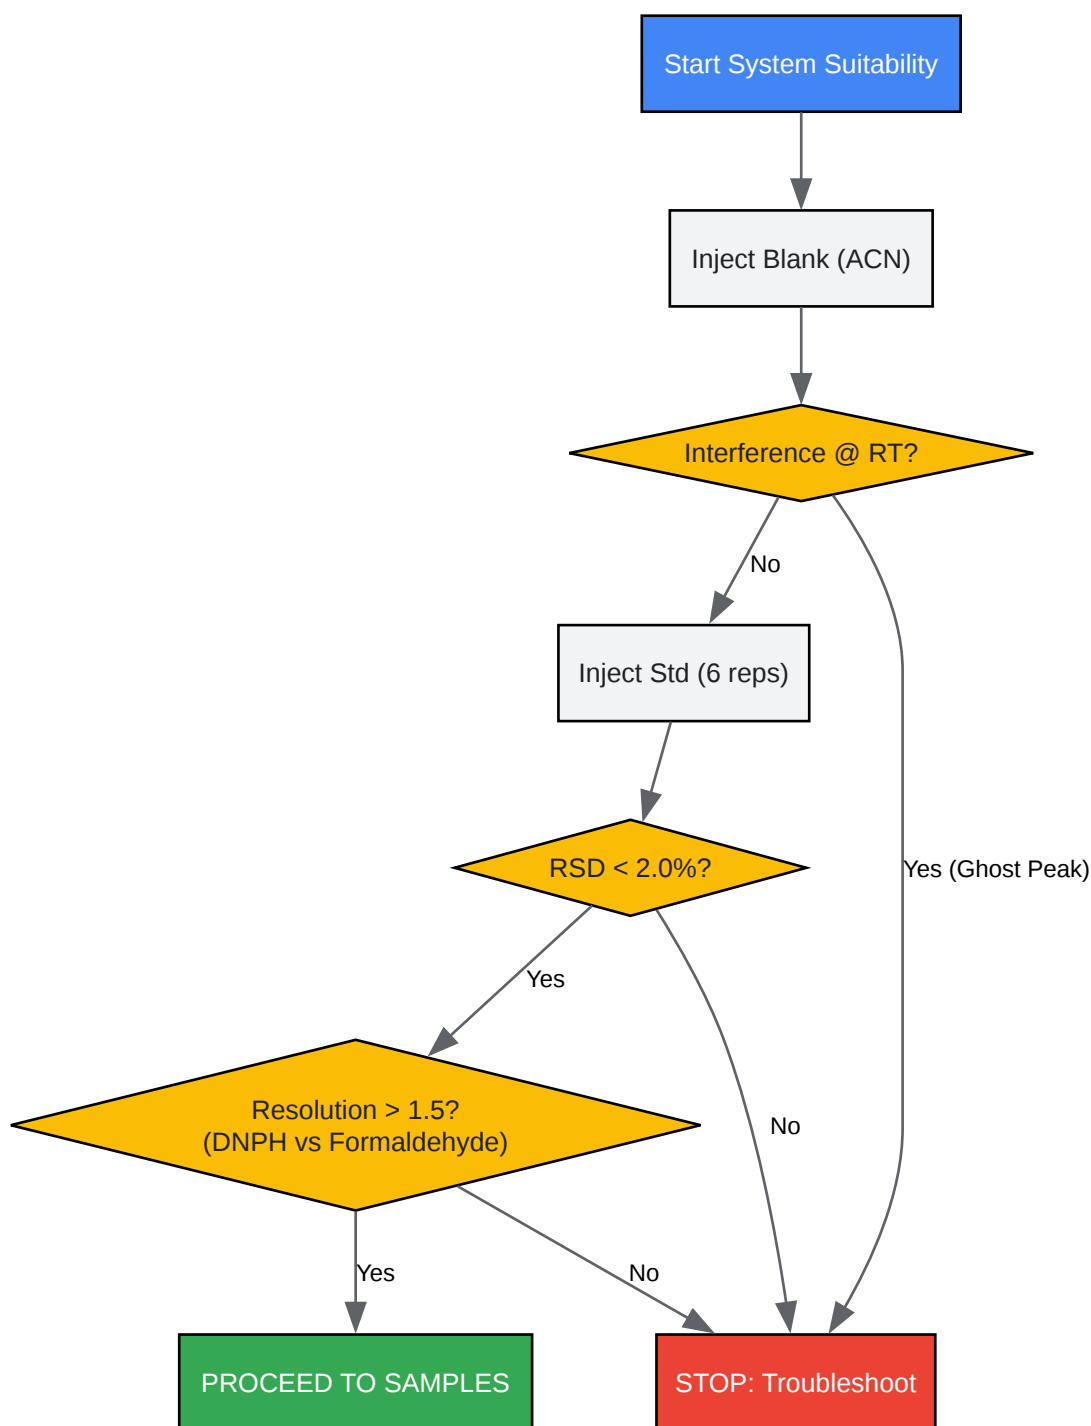 Start System Suitability
Inject Blank (ACN)
Interference @ RT?
No
Inject Std (6 reps)
RSD < 2.0%?
Yes (Ghost Peak)
Yes
Resolution > 1.5?
(DNPH vs Formaldehyde)
No
Yes
No
PROCEED TO SAMPLES
STOP: Troubleshoot